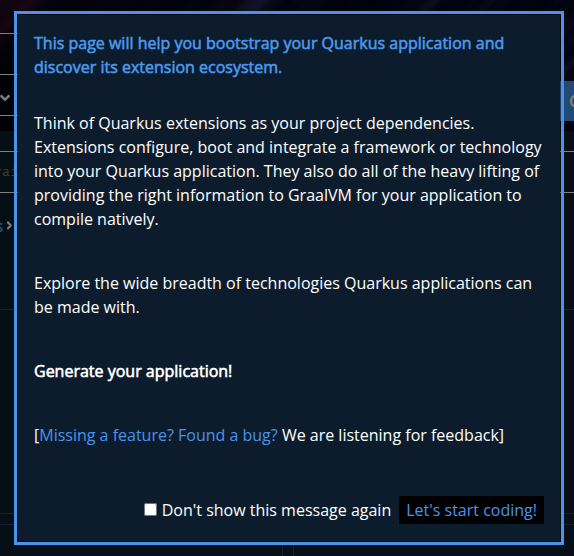 This page will help you bootstrap your Quarkus application and
discover its extension ecosystem.
Think of Quarkus extensions as your project dependencies.
Extensions configure, boot and integrate a framework or technology
into your Quarkus application. They also do all of the heavy lifting of
providing the right information to GraalVM for your application to
compile natively.
Explore the wide breadth of technologies Quarkus applications can
be made with.
Generate your application!
[Missing a feature? Found a bug? We are listening for feedback]
Don't show this message again Let's start coding!